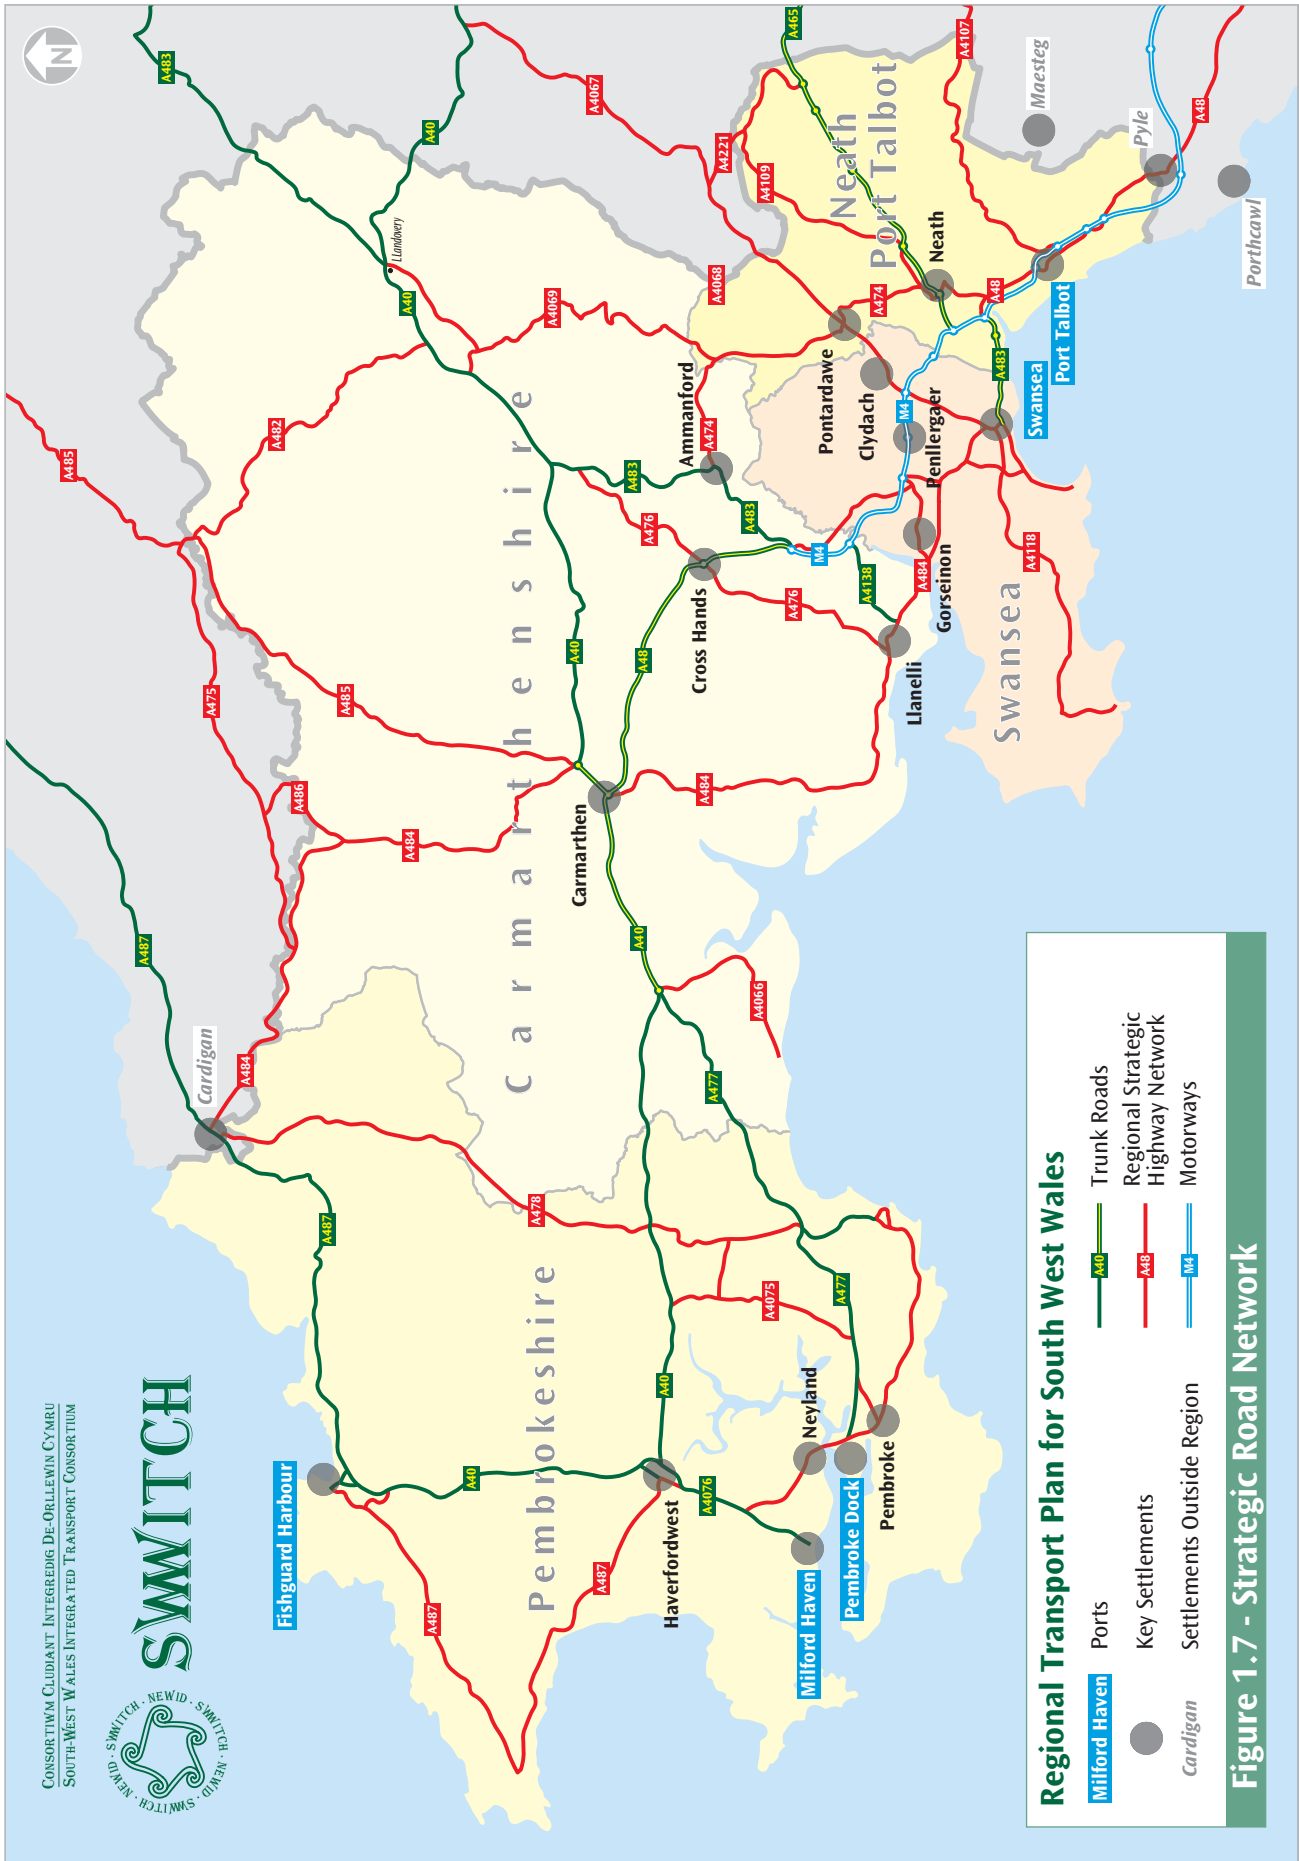 CONSORTIWM CLUDIANT INTEGREDIG DE-ORLLEWIN CYMRU
SOUTH-WEST WALES INTEGRATED TRANSPORT CONSORTIUM
SWWITCH
SWWITCH · NEWID · SWWITCH · NEWID · SWWITCH · NEWID
N
Cardigan
A487
A484
A475
A486
A485
A485
A482
A483
A40
A4067
Llandovery
A40
A4069
A484
Carmarthenshire
A487
A478
Fishguard Harbour
A487
A40
Pembrokeshire
A487
Haverfordwest
A40
A4076
Milford Haven
Neyland
Pembroke Dock
Pembroke
A4075
A477
A477
A4066
A40
Carmarthen
A40
A48
A484
Cross Hands
A476
A476
A483
A483
Ammanford
A474
A4068
A4221
A4109
A465
A4107
Neath
Port Talbot
Maesteg
Pyle
A48
Porthcawl
Neath
A474
A48
Port Talbot
Pontardawe
Clydach
M4
Penllergaer
A483
Swansea
M4
A4138
A484
Gorseinon
Llanelli
A4118
Swansea
Regional Transport Plan for South West Wales
Milford Haven
Ports
A40
Trunk Roads
Key Settlements
A48
Regional Strategic
Highway Network
Cardigan
Settlements Outside Region
M4
Motorways
Figure 1.7 - Strategic Road Network